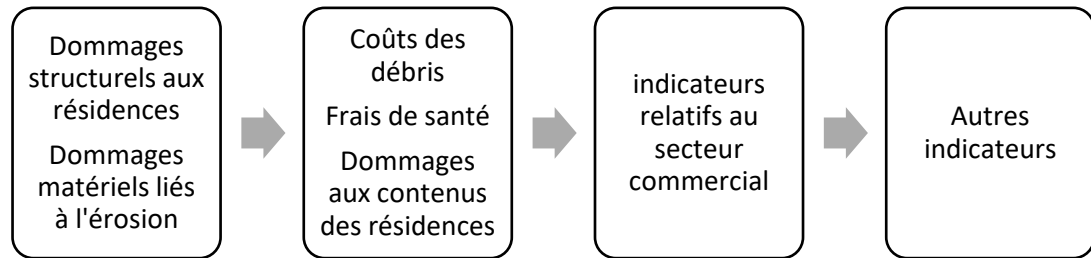 Dommages
structurels aux
résidences
Dommages
matériels liés
à l'érosion
Coûts des
débris
Frais de santé
Dommages
aux contenus
des résidences
indicateurs
relatifs au
secteur
commercial
Autres
indicateurs